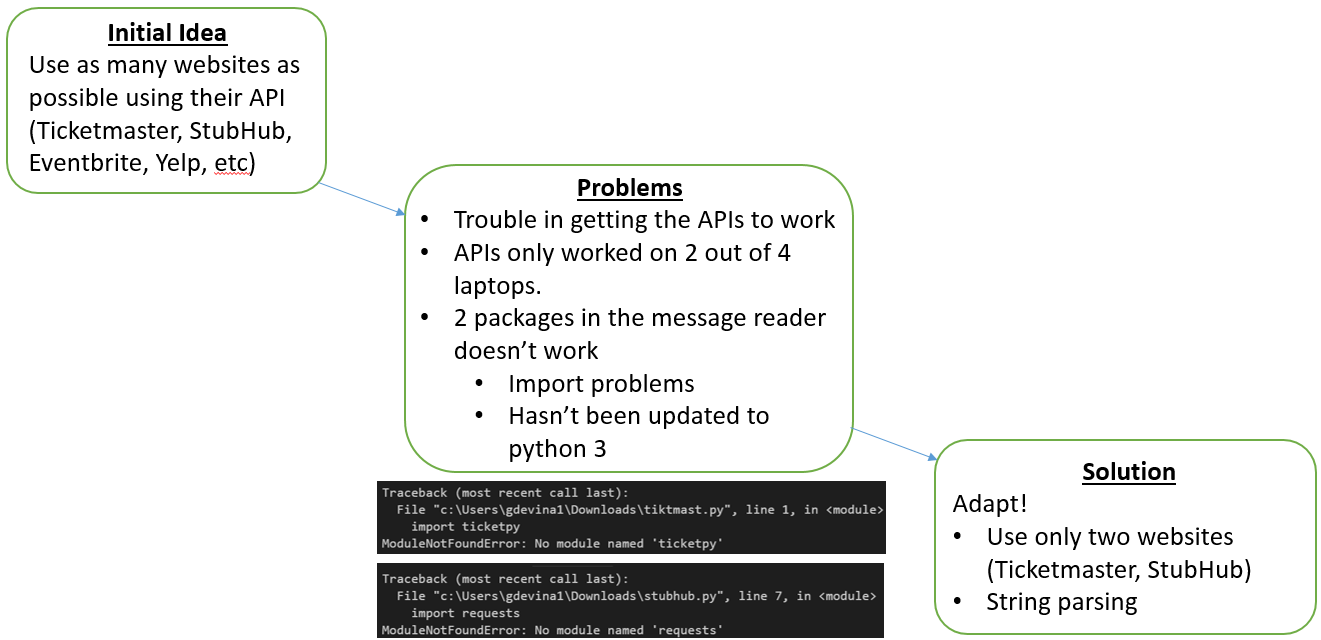 Initial Idea
Use as many websites as
possible using their API
(Ticketmaster, StubHub,
Eventbrite, Yelp, etc)
Problems
• Trouble in getting the APIs to work
• APIs only worked on 2 out of 4
laptops.
• 2 packages in the message reader
doesn’t work
• Import problems
• Hasn’t been updated to
python 3
Traceback (most recent call last):
File "c:\Users\gdevina1\Downloads\tiktmast.py", line 1, in <module>
import ticketpy
ModuleNotFoundError: No module named 'ticketpy'
Traceback (most recent call last):
File "c:\Users\gdevina1\Downloads\stubhub.py", line 7, in <module>
import requests
ModuleNotFoundError: No module named 'requests'
Solution
Adapt!
• Use only two websites
(Ticketmaster, StubHub)
• String parsing